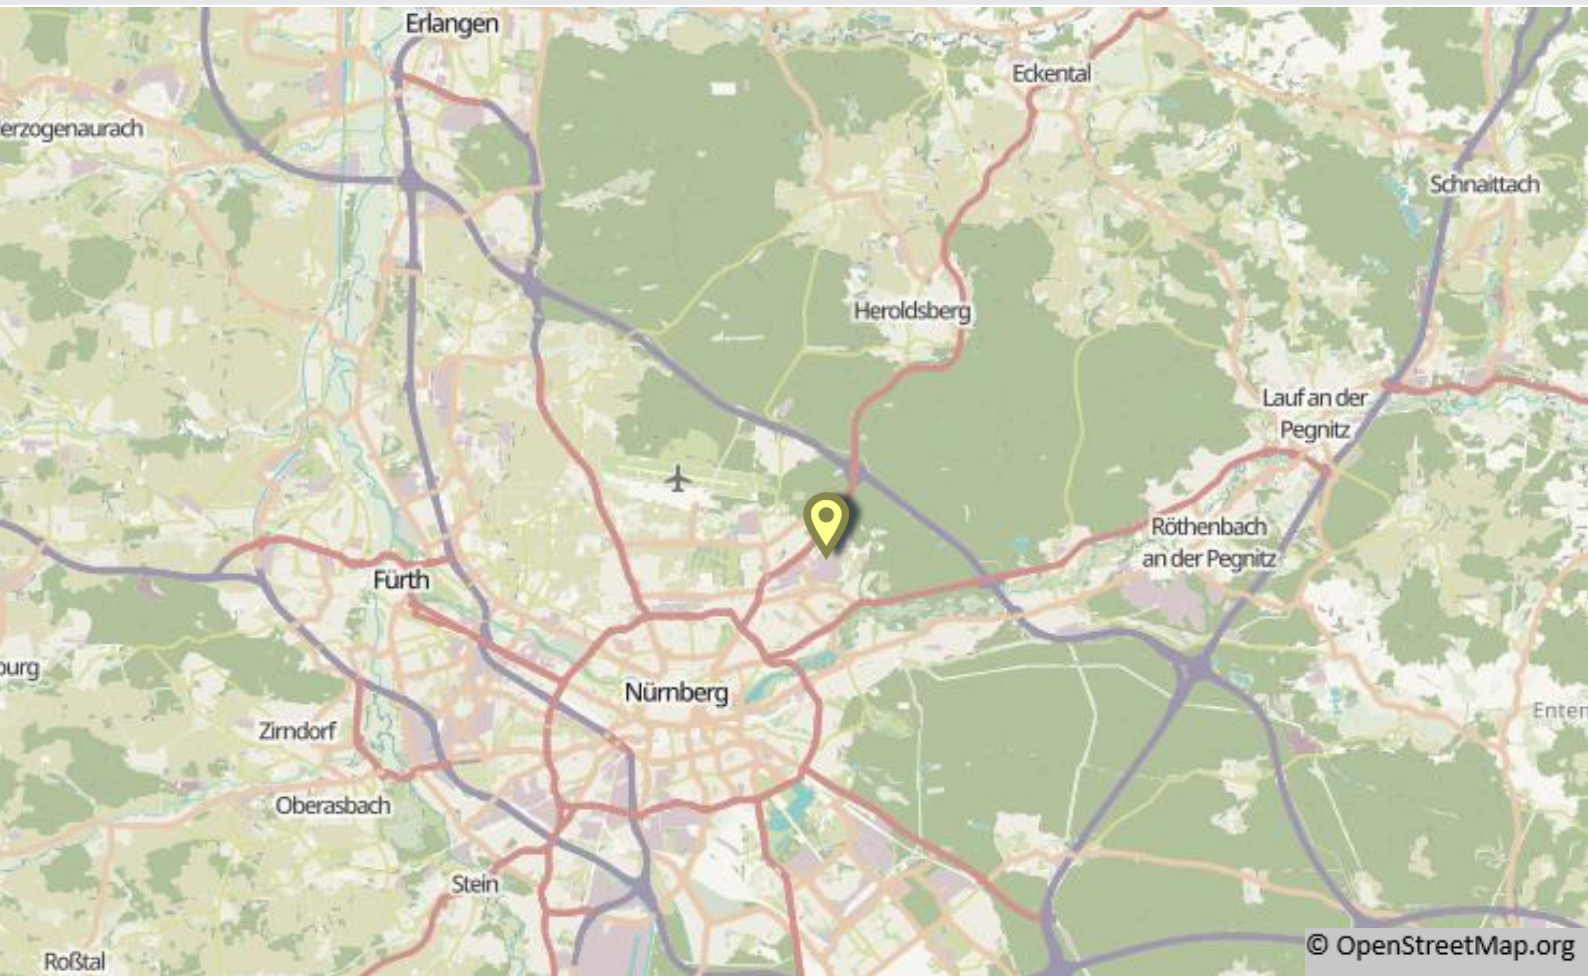 Erlangen
Eckental
erzogenaurach
Schnaittach
Heroldsberg
Lauf an der
Pegnitz
Röthenbach
an der Pegnitz
Fürth
burg
Nürnberg
Enten
Zirndorf
Oberasbach
Stein
© OpenStreetMap.org
Roßtal